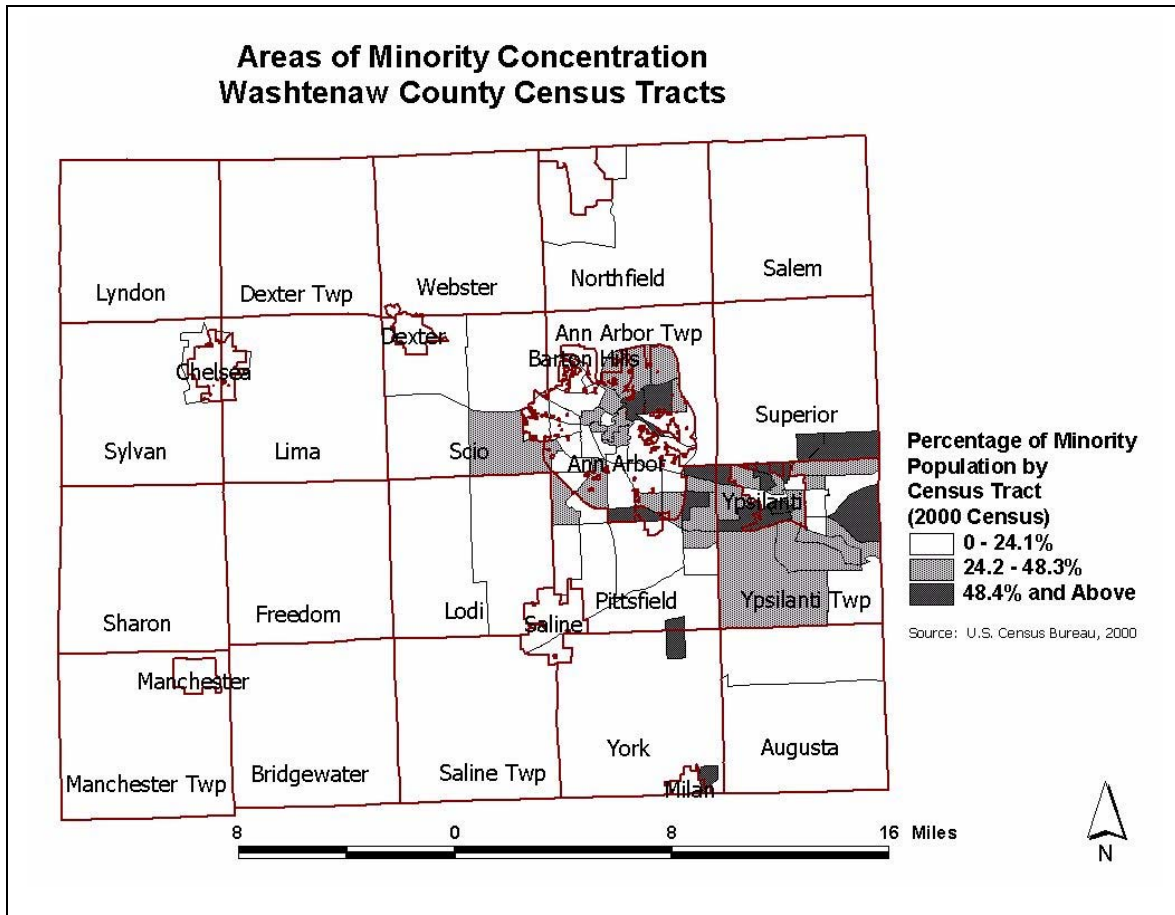 Areas of Minority Concentration
Washtenaw County Census Tracts
Lyndon
Dexter Twp
Webster
Northfield
Salem
Ann Arbor Twp
Dexter
Barton Hills
Chelsea
Superior
Sylvan
Lima
Scio
Ann Arbor
Ypsilanti
Percentage of Minority
Population by
Census Tract
(2000 Census)
0 - 24.1%
24.2 - 48.3%
48.4% and Above
Source: U.S. Census Bureau, 2000
Sharon
Freedom
Lodi
Saline
Pittsfield
Ypsilanti Twp
Manchester
Manchester Twp
Bridgewater
Saline Twp
York
Augusta
Milan
8 0 8 16 Miles
N